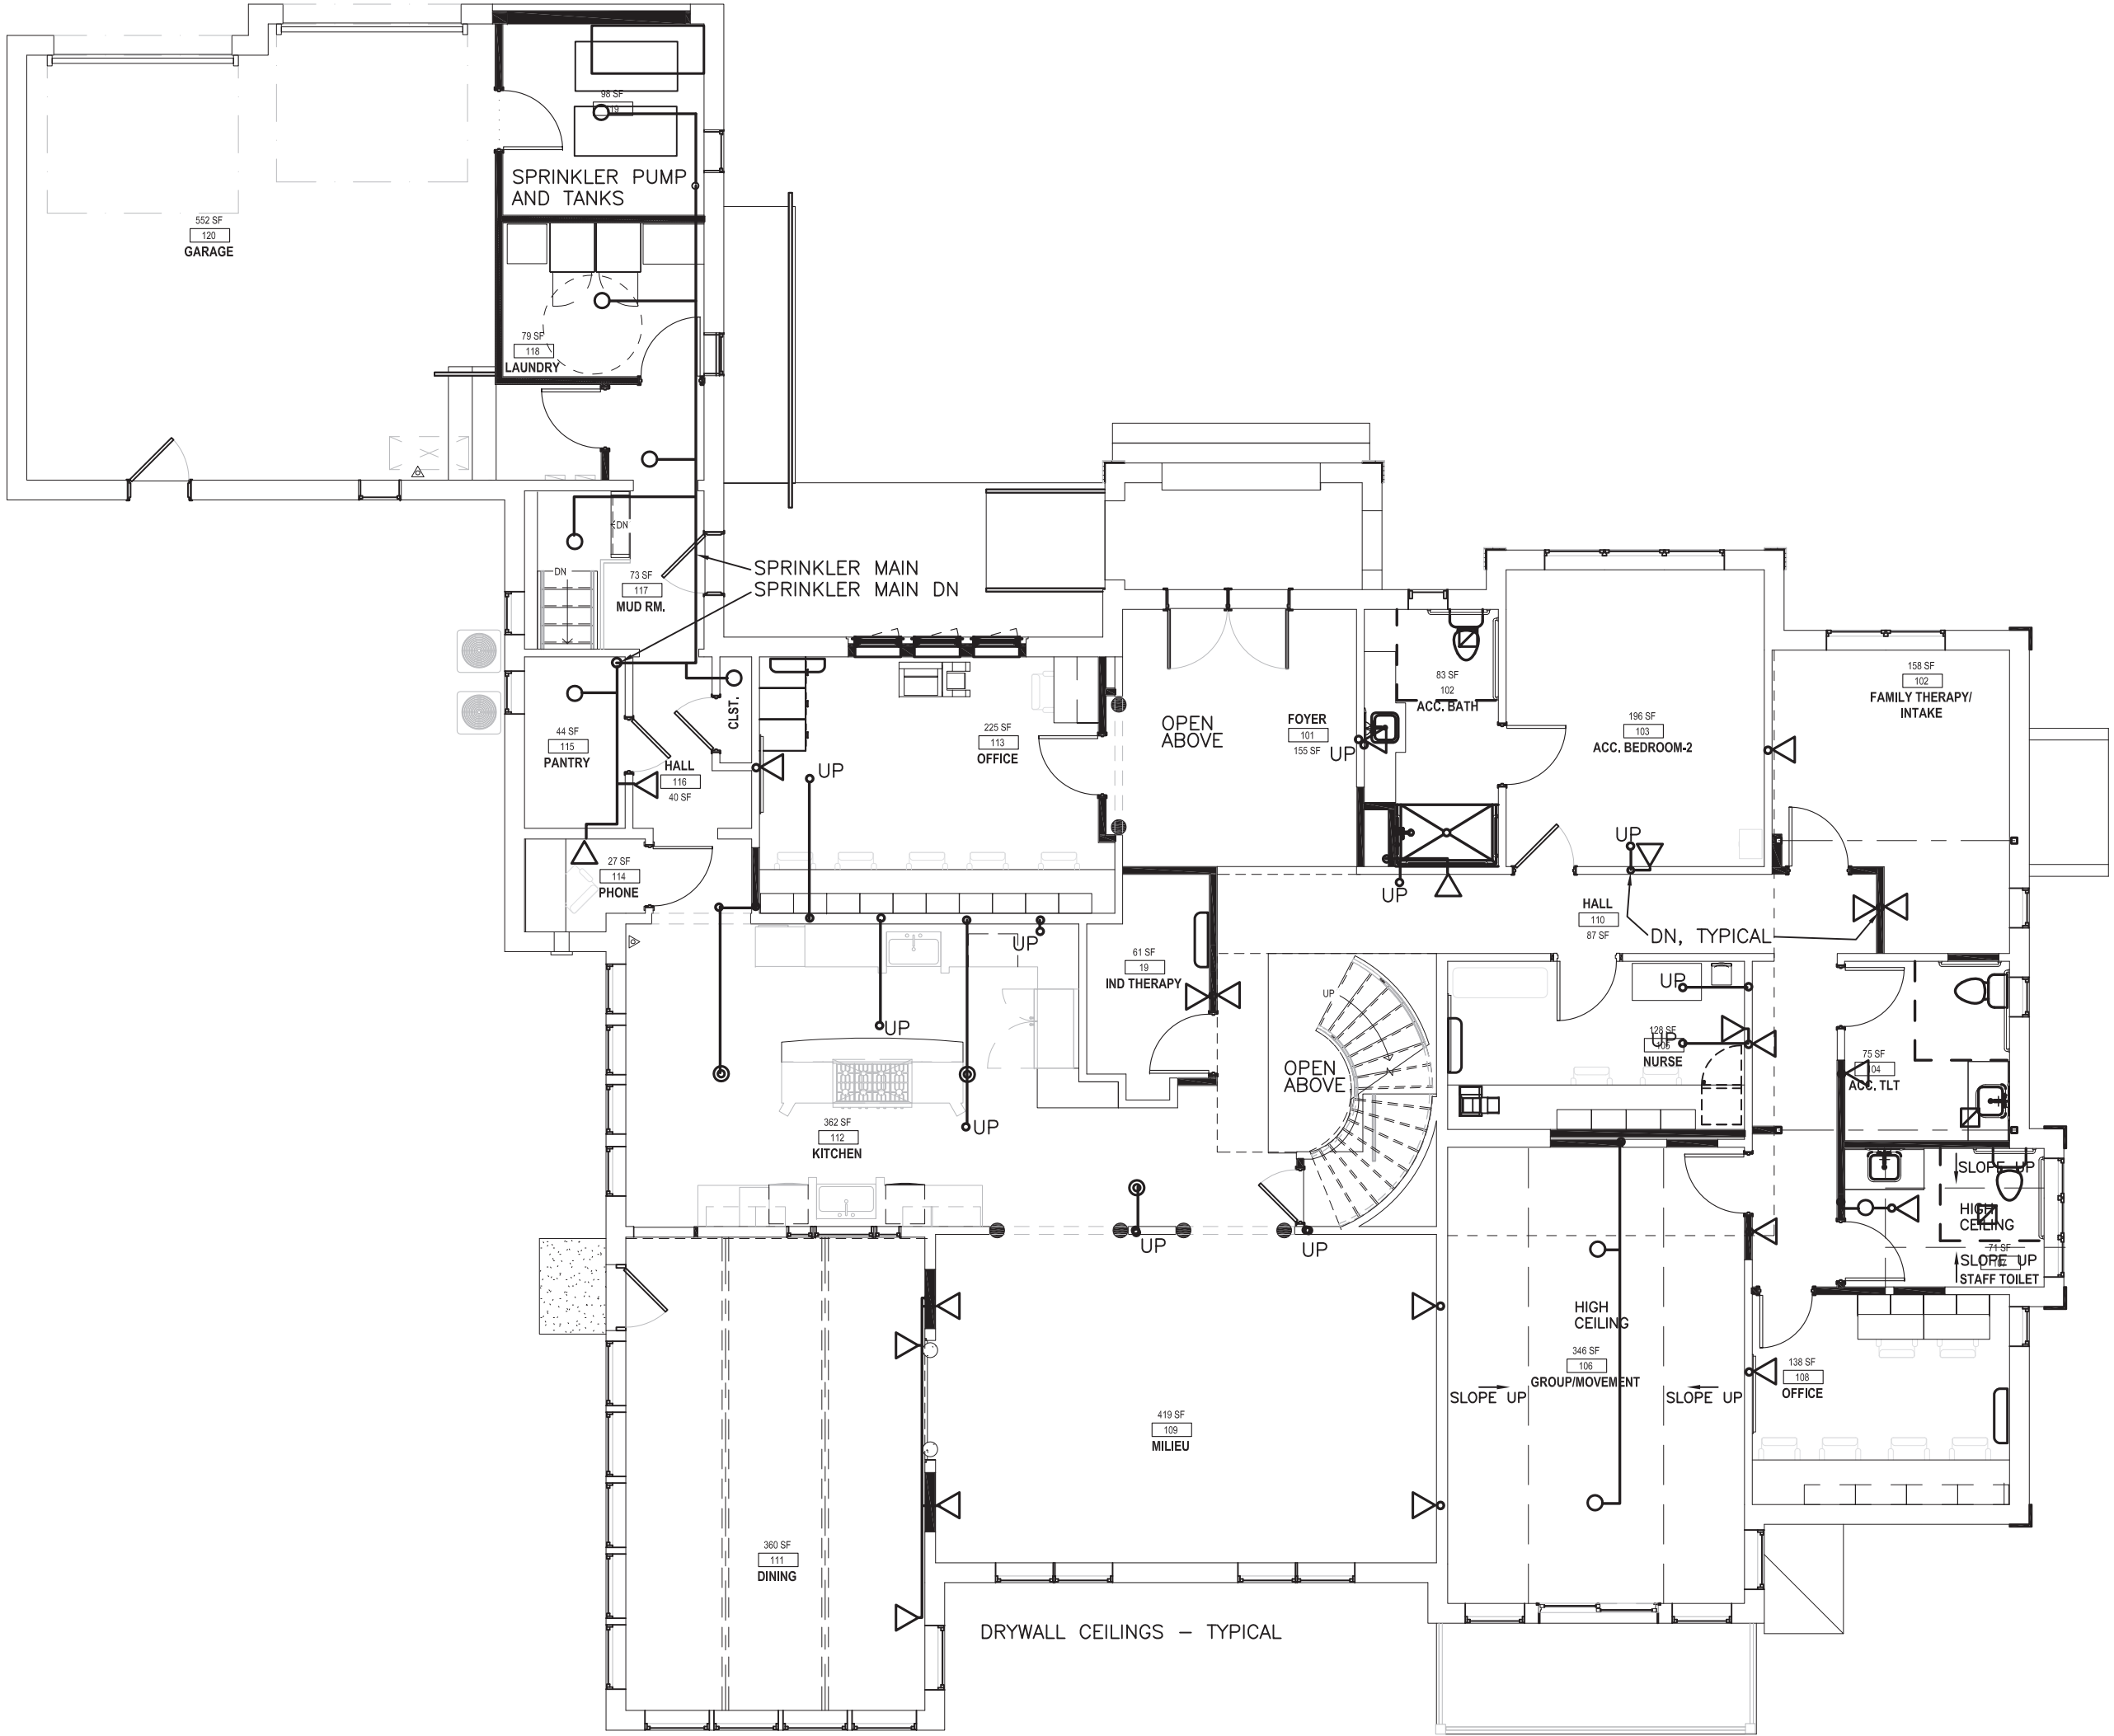 98 SF
119
SPRINKLER PUMP
AND TANKS
552 SF
120
GARAGE
79 SF
118
LAUNDRY
DN
DN
73 SF
117
MUD RM.
SPRINKLER MAIN
SPRINKLER MAIN DN
CLST.
44 SF
115
PANTRY
HALL
116
40 SF
27 SF
114
PHONE
UP
225 SF
113
OFFICE
OPEN
ABOVE
FOYER
101
155 SF
UP
83 SF
102
ACC. BATH
UP
196 SF
103
ACC. BEDROOM-2
UP
158 SF
102
FAMILY THERAPY/
INTAKE
HALL
110
87 SF
DN, TYPICAL
UP
UP
UP
61 SF
19
IND THERAPY
UP
OPEN
ABOVE
UP
UP
128 SF
NURSE
75 SF
104
ACC. TLT
362 SF
112
KITCHEN
UP
UP
SLOPE UP
HIGH
CEILING
SLOPE UP
71 SF
STAFF TOILET
HIGH
CEILING
346 SF
106
GROUP/MOVEMENT
SLOPE UP
SLOPE UP
138 SF
108
OFFICE
419 SF
109
MILIEU
360 SF
111
DINING
DRYWALL CEILINGS – TYPICAL